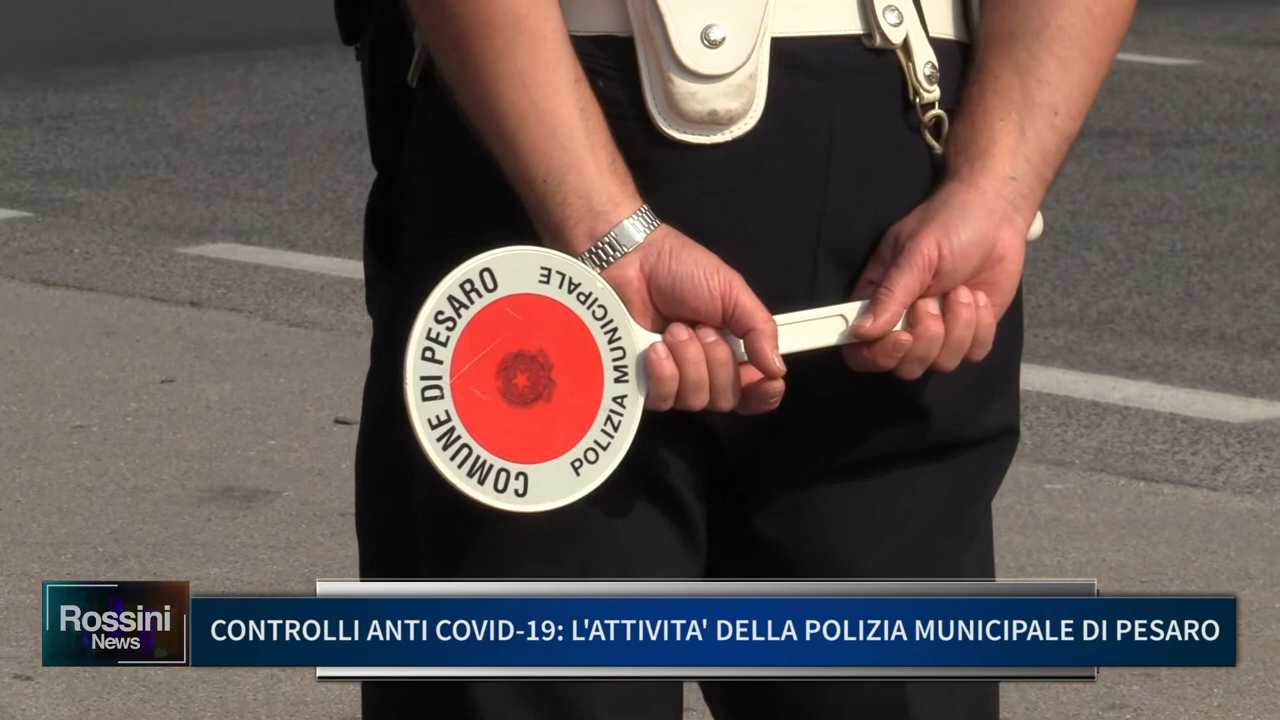 COMUNE DI PESARO
POLIZIA MUNICIPALE
Rossini
News
CONTROLLI ANTI COVID-19: L'ATTIVITA' DELLA POLIZIA MUNICIPALE DI PESARO